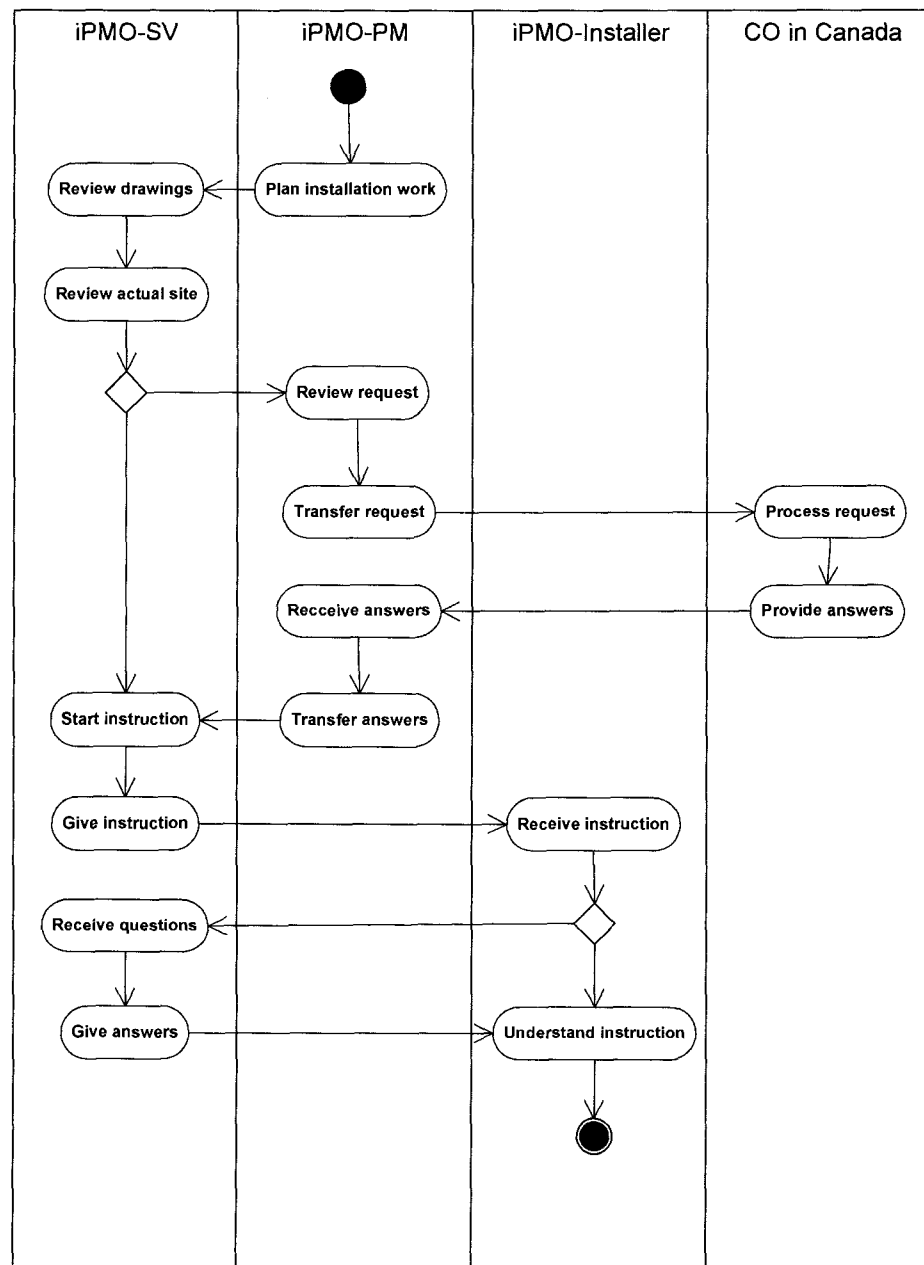 iPMO-SV
iPMO-PM
iPMO-Installer
CO in Canada
Review drawings
Plan installation work
Review actual site
Review request
Transfer request
Process request
Recceive answers
Provide answers
Start instruction
Transfer answers
Give instruction
Receive instruction
Receive questions
Give answers
Understand instruction